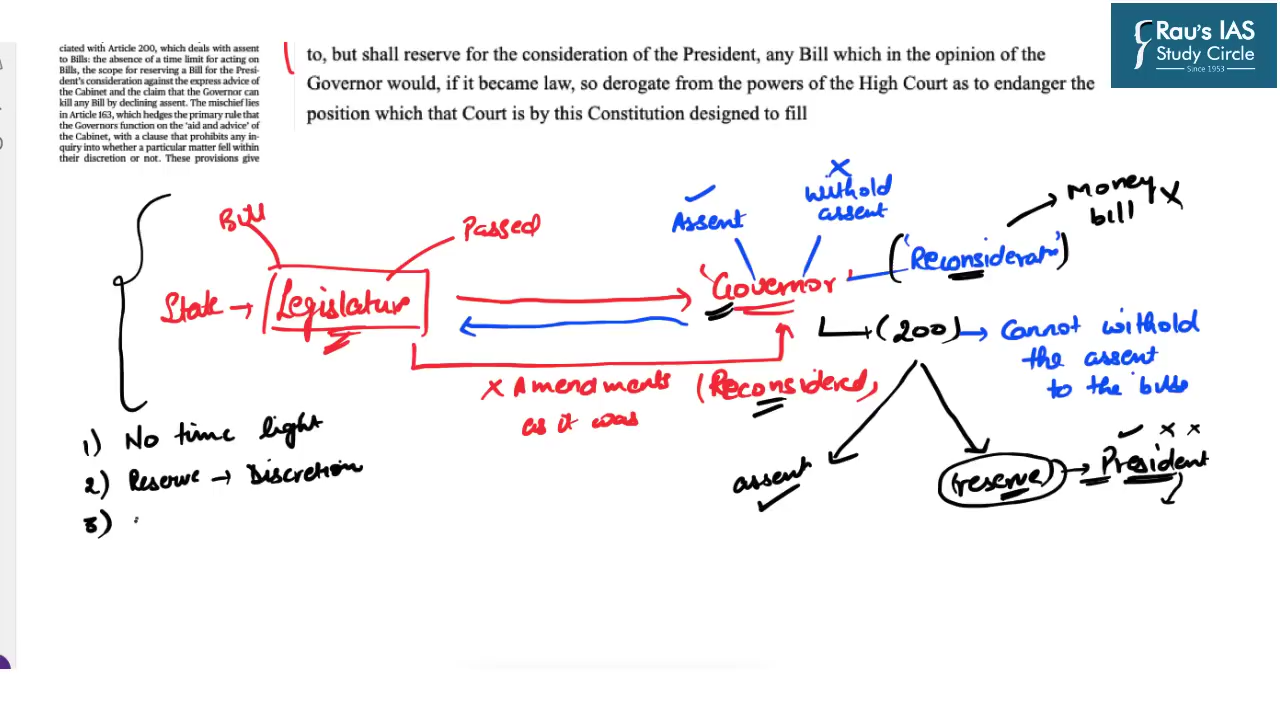 Rau's IAS
Study Circle
Since 1953
ciated with Article 200, which deals with assent
to Bills: the absence of a time limit for acting on
Bills, the scope for reserving a Bill for the Presi-
dent's consideration against the express advice of
the Cabinet and the claim that the Governor can
kill any Bill by declining assent. The mischief lies
in Article 163, which hedges the primary rule that
the Governors function on the 'aid and advice' of
the Cabinet, with a clause that prohibits any in-
quiry into whether a particular matter fell within
their discretion or not. These provisions give
to, but shall reserve for the consideration of the President, any Bill which in the opinion of the
Governor would, if it became law, so derogate from the powers of the High Court as to endanger the
position which that Court is by this Constitution designed to fill
Bill
Passed
Assent
x
withold
assent
Money x
bill
State → [Legislature]
'Governor
('Reconsideratn')
(200) → Cannot withold
the assent
to the bills
x Amendments (Reconsidered)
as it was
assent ✓
(reserve) → President
✓ x x
1) No time light
2) Reserve → Discretion
3)